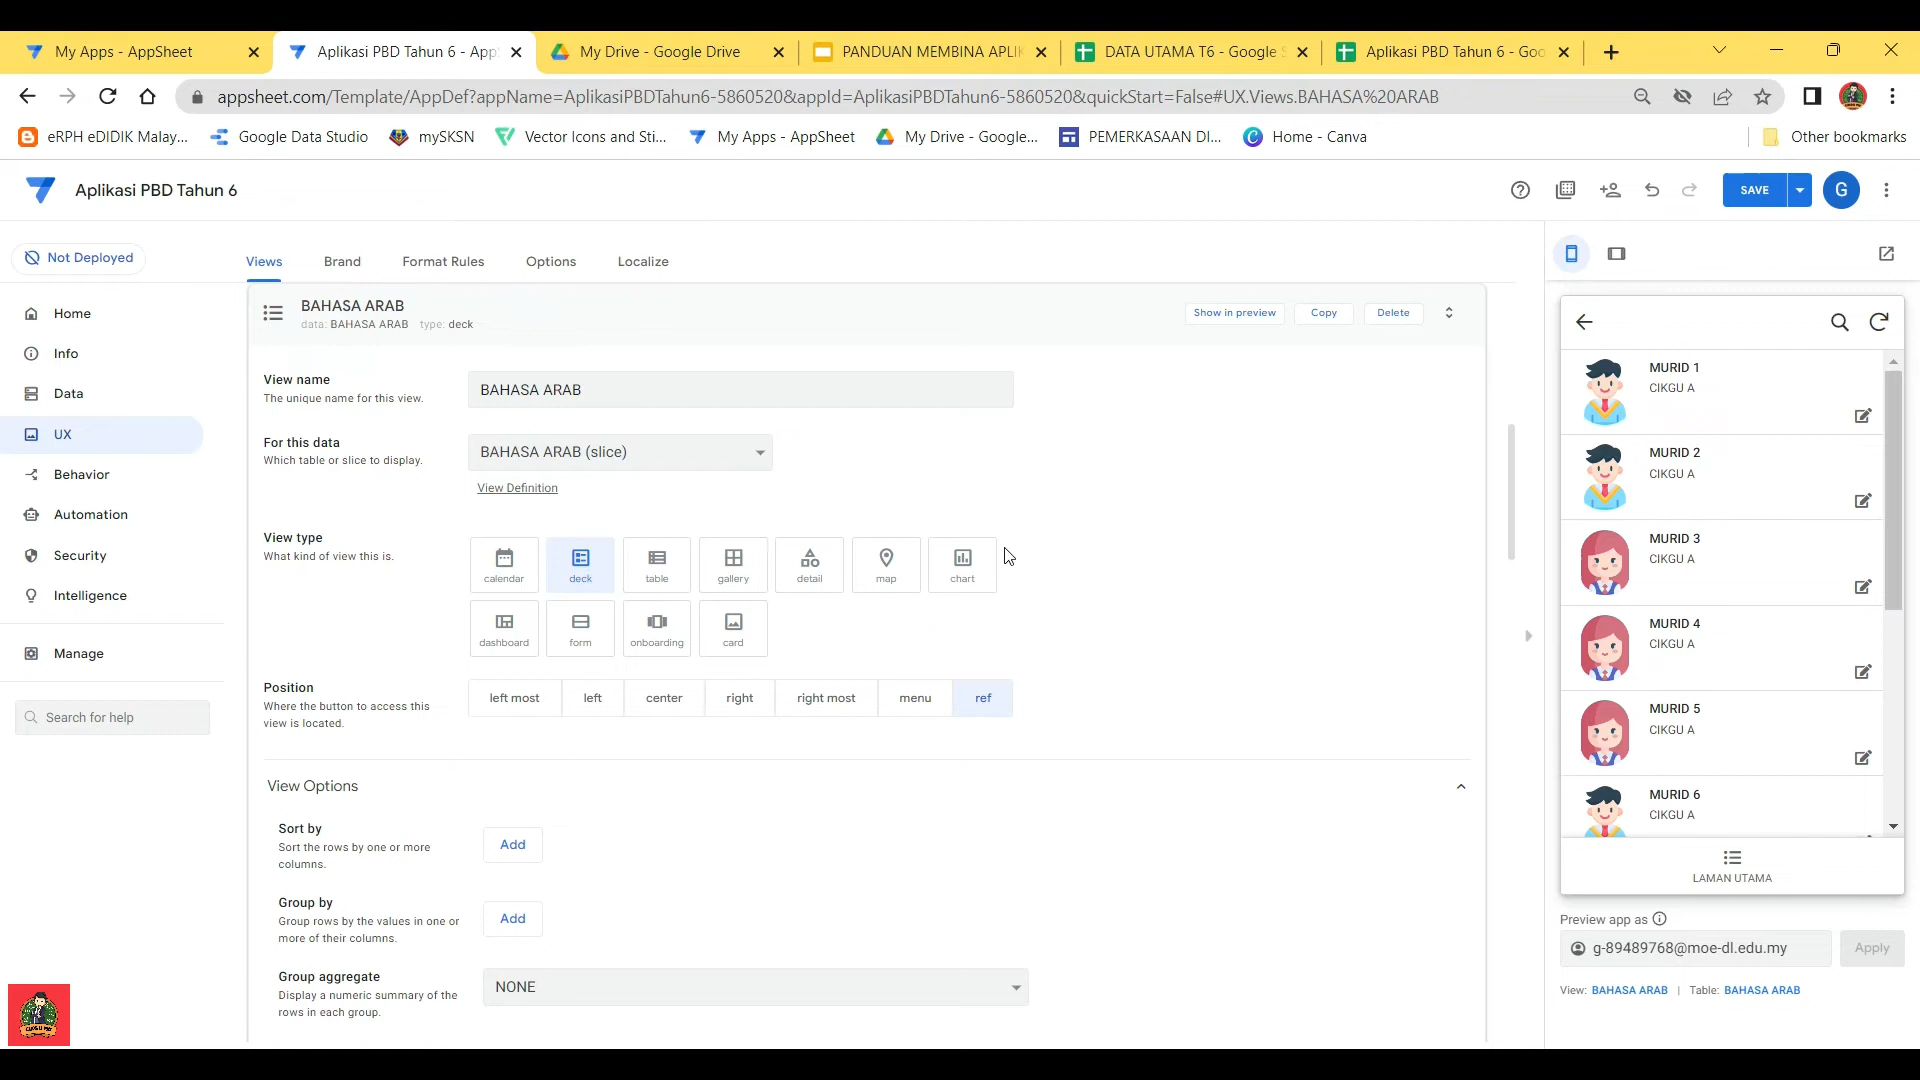 My Apps - AppSheet
Aplikasi PBD Tahun 6 - App
My Drive - Google Drive
PANDUAN MEMBINA APLIK
DATA UTAMA T6 - Google S
Aplikasi PBD Tahun 6 - Goo
appsheet.com/Template/AppDef?appName=AplikasiPBDTahun6-5860520&appId=AplikasiPBDTahun6-5860520&quickStart=False#UX.Views.BAHASA%20ARAB
eRPH eDIDIK Malay...
Google Data Studio
mySKSN
Vector Icons and Sti...
My Apps - AppSheet
My Drive - Google...
PEMERKASAAN DI...
Home - Canva
Other bookmarks
Aplikasi PBD Tahun 6
SAVE
G
Not Deployed
Home
Info
Data
UX
Behavior
Automation
Security
Intelligence
Manage
Search for help
Views
Brand
Format Rules
Options
Localize
BAHASA ARAB
data: BAHASA ARAB type: deck
Show in preview
Copy
Delete
View name
The unique name for this view.
BAHASA ARAB
For this data
Which table or slice to display.
BAHASA ARAB (slice)
View Definition
View type
What kind of view this is.
calendar
deck
table
gallery
detail
map
chart
dashboard
form
onboarding
card
Position
Where the button to access this
view is located.
left most
left
center
right
right most
menu
ref
View Options
Sort by
Sort the rows by one or more
columns.
Add
Group by
Group rows by the values in one or
more of their columns.
Add
Group aggregate
Display a numeric summary of the
rows in each group.
NONE
MURID 1
CIKGU A
MURID 2
CIKGU A
MURID 3
CIKGU A
MURID 4
CIKGU A
MURID 5
CIKGU A
MURID 6
CIKGU A
LAMAN UTAMA
Preview app as
g-89489768@moe-dl.edu.my
Apply
View: BAHASA ARAB | Table: BAHASA ARAB